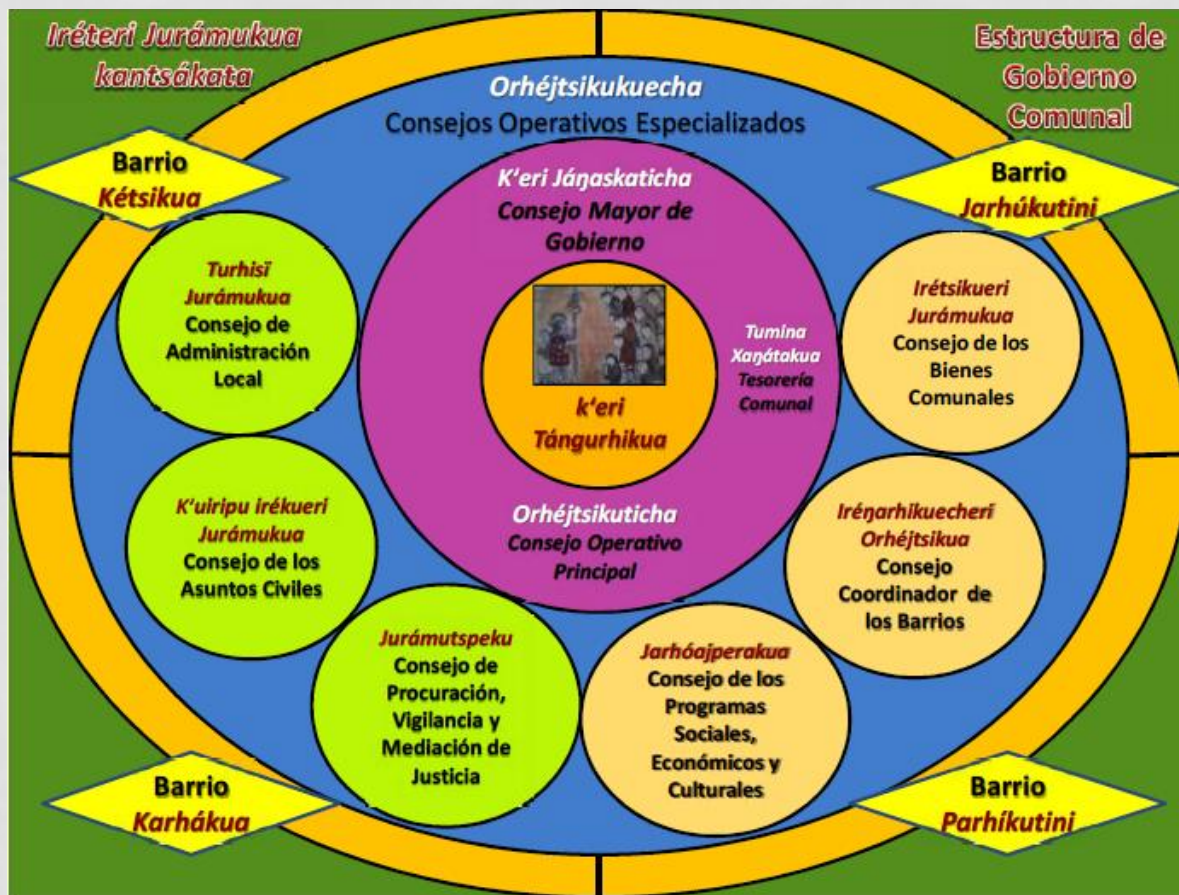 Iréteri Jurámukua
kantsákata
Estructura de
Gobierno
Comunal
Orhéjtsikukuecha
Consejos Operativos Especializados
Barrio
Kétsikua
Barrio
Jarhúkutini
K'eri Jáŋaskaticha
Consejo Mayor de
Gobierno
Turhisï
Jurámukua
Consejo de
Administración
Local
k'eri
Tángurhikua
Tumina
Xaŋátakua
Tesorería
Comunal
Irétsikueri
Jurámukua
Consejo de los
Bienes
Comunales
K'uiripu irékueri
Jurámukua
Consejo de los
Asuntos Civiles
Orhéjtsikuticha
Consejo Operativo
Principal
Iréŋarhikuecheri
Orhéjtsikua
Consejo
Coordinador de
los Barrios
Jurámutspeku
Consejo de
Procuración,
Vigilancia y
Mediación de
Justicia
Jarhóajperakua
Consejo de los
Programas
Sociales,
Económicos y
Culturales
Barrio
Karhákua
Barrio
Parhíkutini